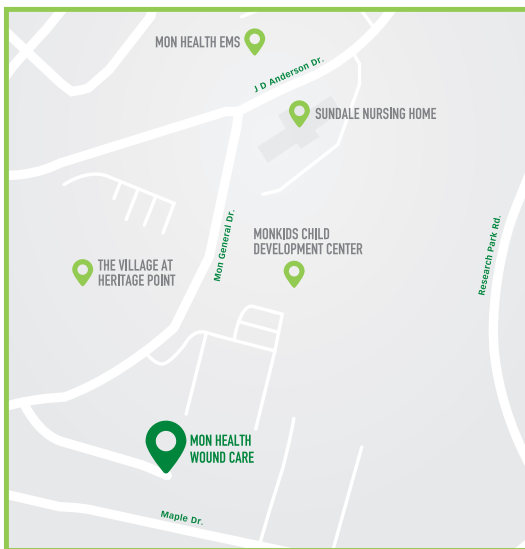 MON HEALTH EMS
J D Anderson Dr.
SUNDALE NURSING HOME
Mon General Dr.
MONKIDS CHILD
DEVELOPMENT CENTER
Research Park Rd.
THE VILLAGE AT
HERITAGE POINT
MON HEALTH
WOUND CARE
Maple Dr.